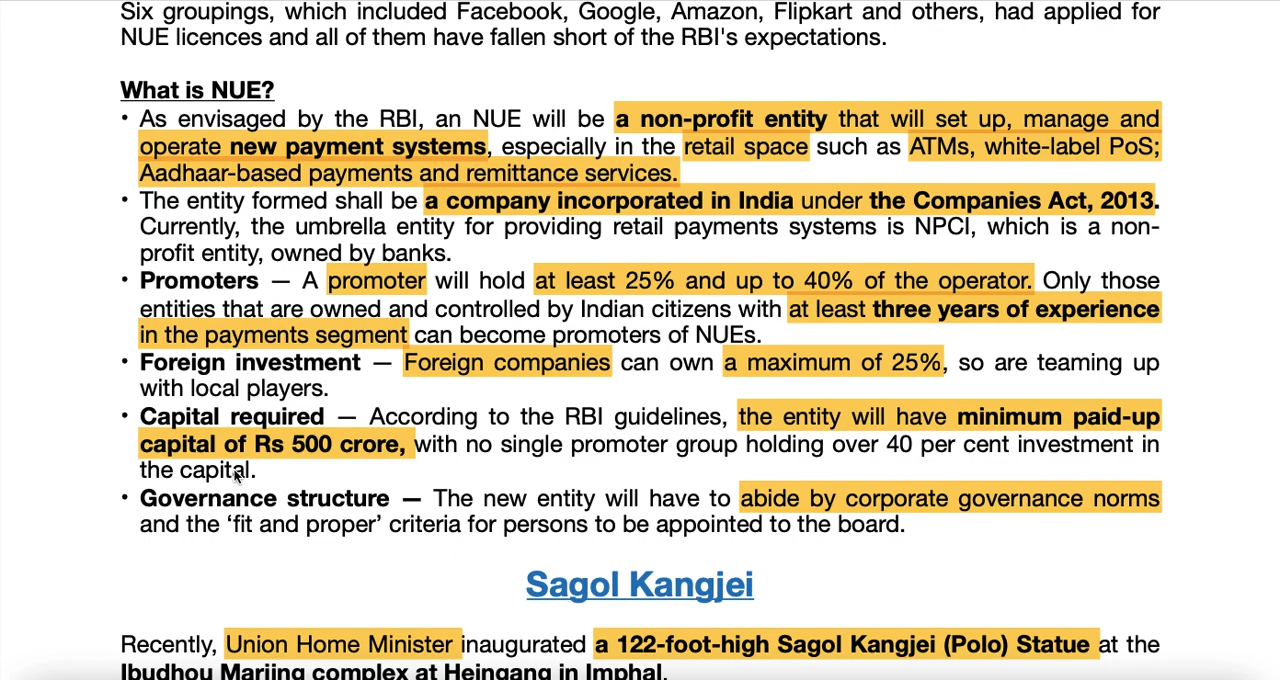 Six groupings, which included Facebook, Google, Amazon, Flipkart and others, had applied for
NUE licences and all of them have fallen short of the RBI's expectations.
What is NUE?
• As envisaged by the RBI, an NUE will be a non-profit entity that will set up, manage and
operate new payment systems, especially in the retail space such as ATMs, white-label PoS;
Aadhaar-based payments and remittance services.
• The entity formed shall be a company incorporated in India under the Companies Act, 2013.
Currently, the umbrella entity for providing retail payments systems is NPCI, which is a non-
profit entity, owned by banks.
• Promoters — A promoter will hold at least 25% and up to 40% of the operator. Only those
entities that are owned and controlled by Indian citizens with at least three years of experience
in the payments segment can become promoters of NUEs.
• Foreign investment — Foreign companies can own a maximum of 25%, so are teaming up
with local players.
• Capital required — According to the RBI guidelines, the entity will have minimum paid-up
capital of Rs 500 crore, with no single promoter group holding over 40 per cent investment in
the capital.
• Governance structure — The new entity will have to abide by corporate governance norms
and the ‘fit and proper’ criteria for persons to be appointed to the board.
Sagol Kangjei
Recently, Union Home Minister inaugurated a 122-foot-high Sagol Kangjei (Polo) Statue at the
Ibudhou Marjing complex at Heingang in Imphal.